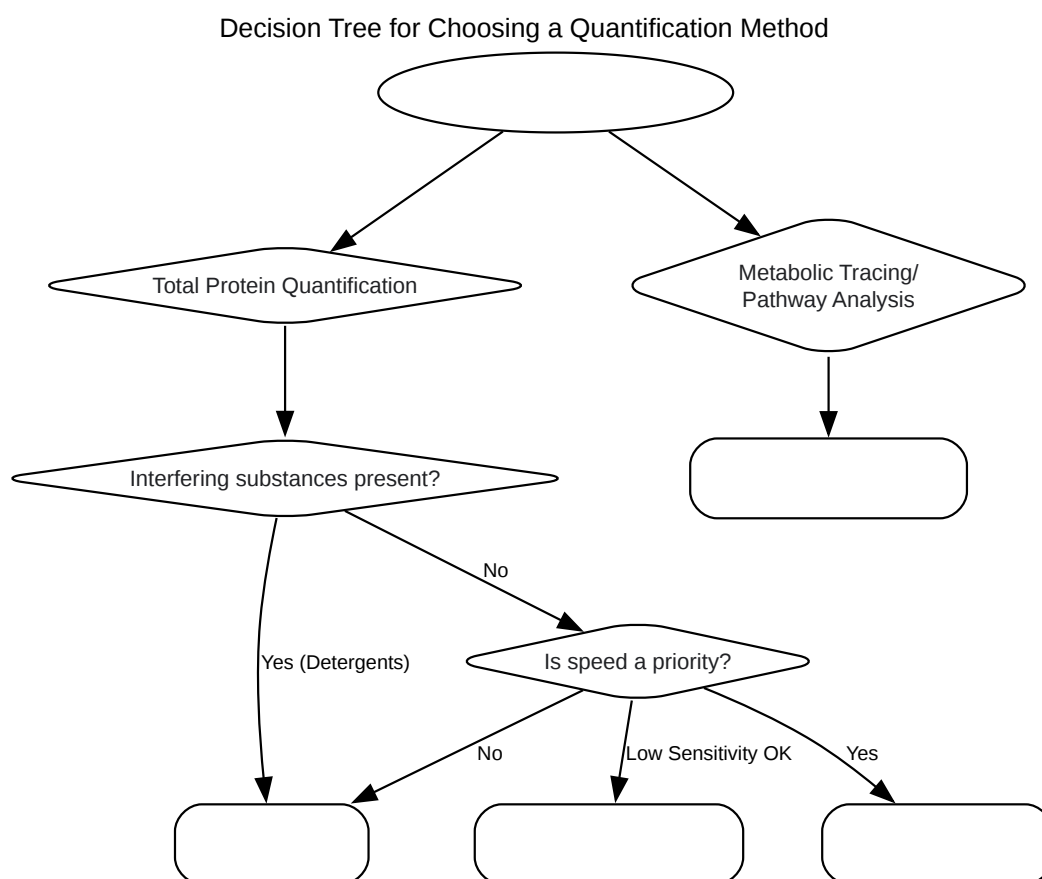 Decision Tree for Choosing a Quantification Method
Total Protein Quantification
Metabolic Tracing/
Pathway Analysis
Interfering substances present?
No
Yes (Detergents)
Is speed a priority?
No
Low Sensitivity OK
Yes